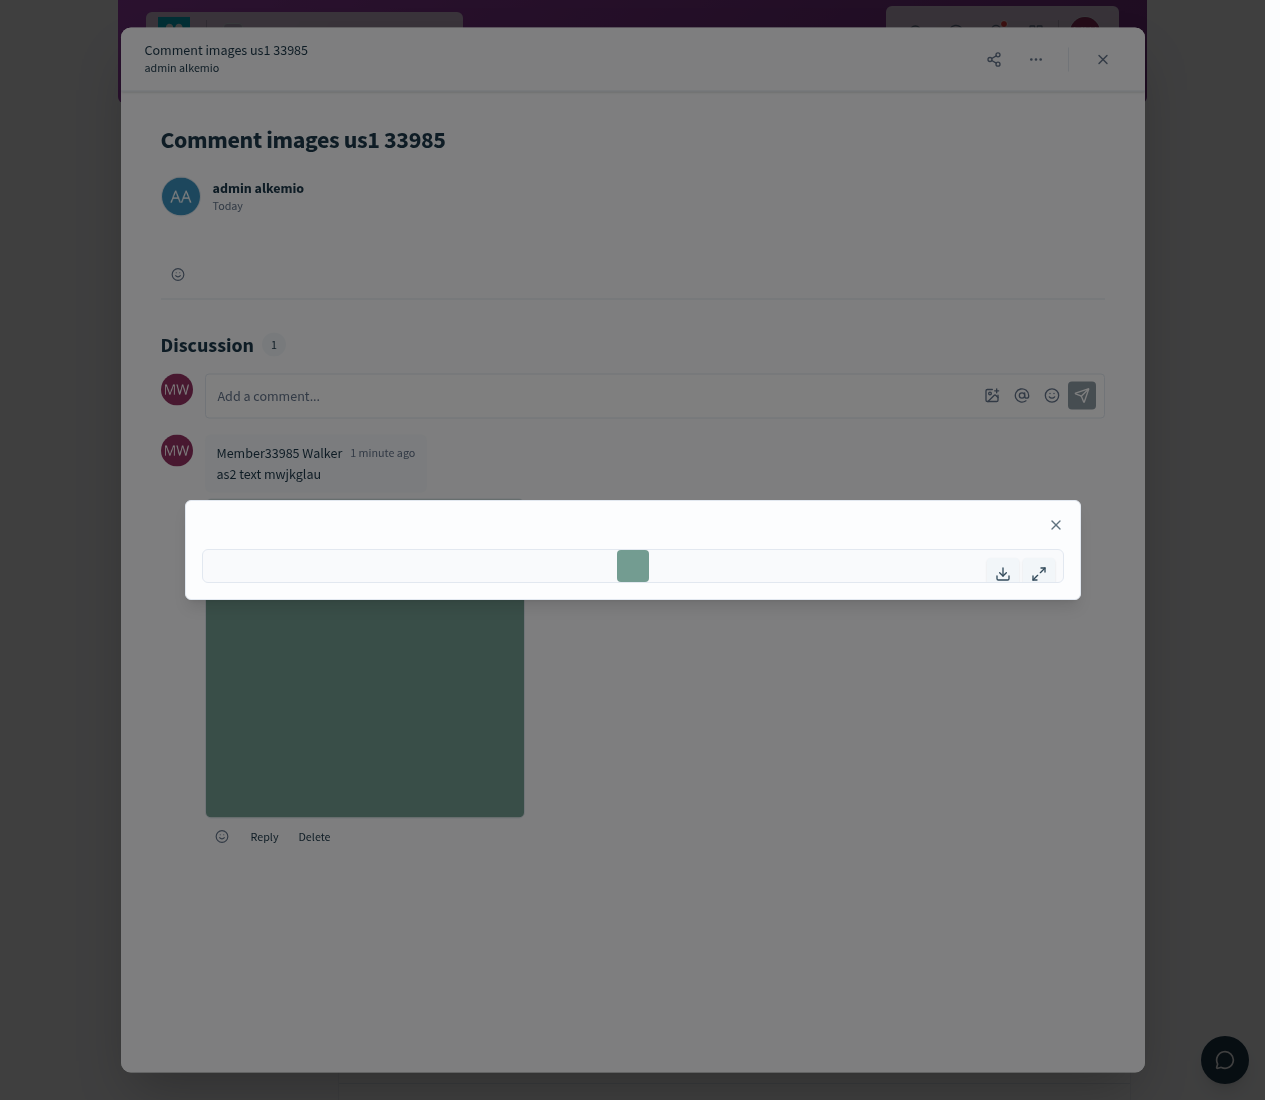 Comment images us1 33985
admin alkemio
Comment images us1 33985
AA
admin alkemio
Today
Discussion 1
MW
Add a comment...
MW
Member33985 Walker 1 minute ago
as2 text mwjkglau
Reply Delete